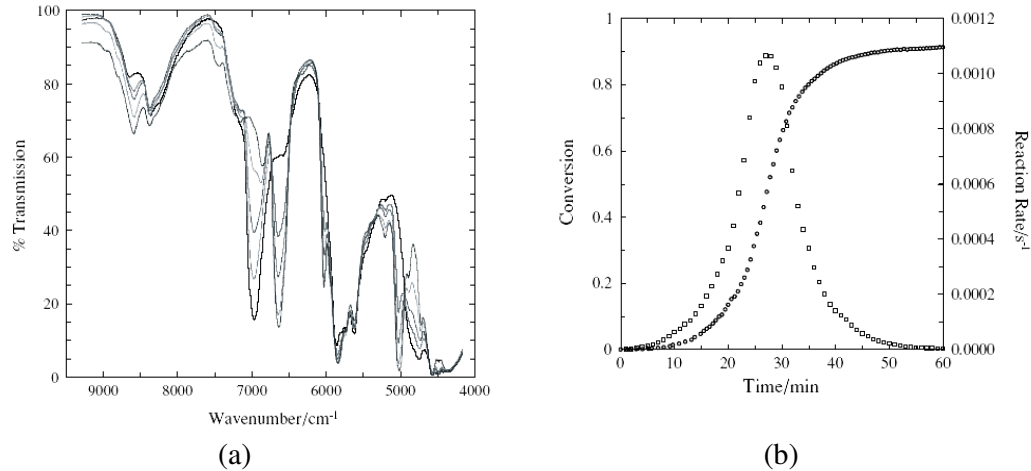 100
80
60
40
20
0
% Transmission
9000 8000 7000 6000 5000 4000
Wavenumber/cm-1
(a)
1
0.8
0.6
0.4
0.2
0
Conversion
0 10 20 30 40 50 60
Time/min
0.0012
0.0010
0.0008
0.0006
0.0004
0.0002
0.0000
Reaction Rate/s-1
(b)